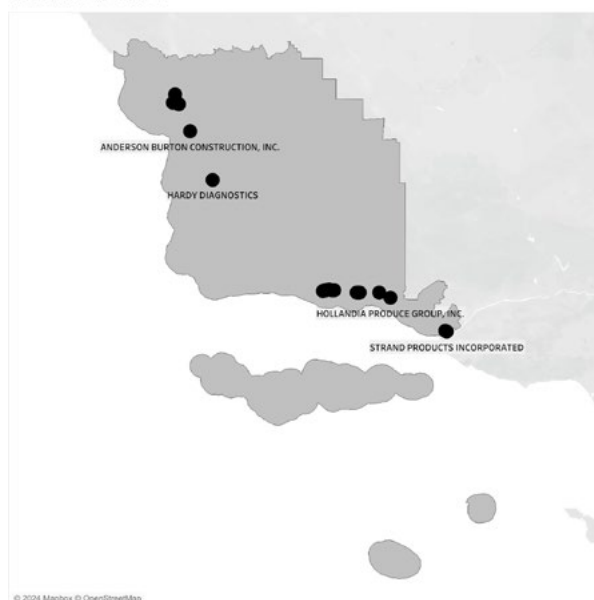 ANDERSON BURTON CONSTRUCTION, INC.
HARDY DIAGNOSTICS
HOLLANDIA PRODUCE GROUP, INC.
STRAND PRODUCTS INCORPORATED
© 2024 Mapbox © OpenStreetMap